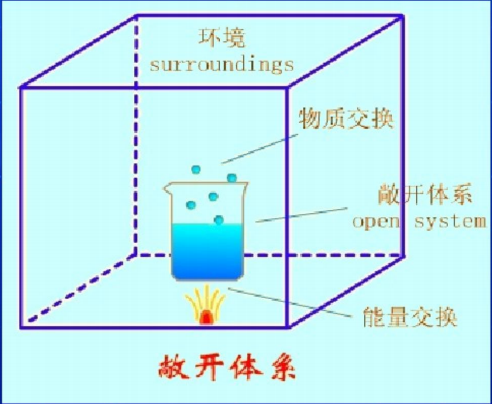 环境
surroundings
物质交换
敞开体系
open system
能量交换
敞开体系